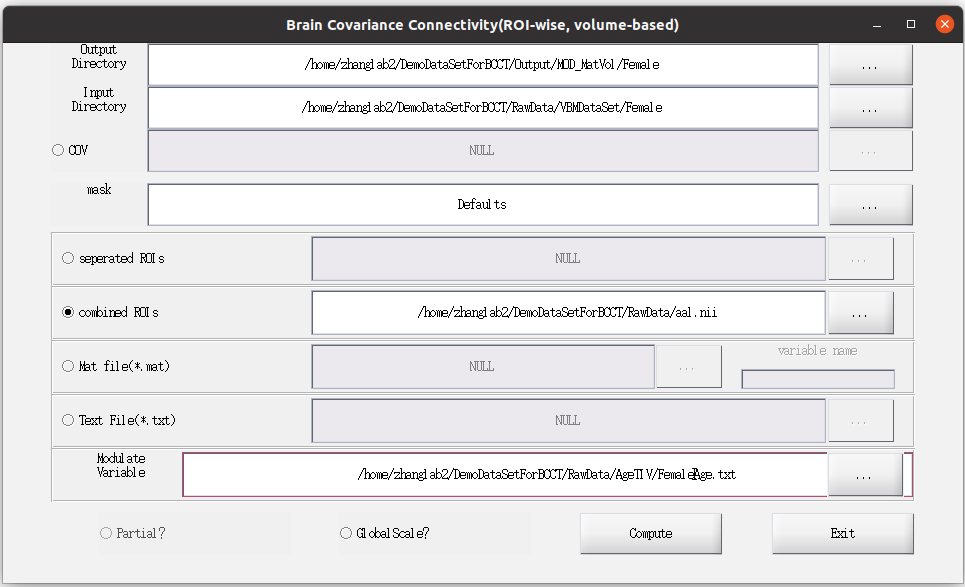 Brain Covariance Connectivity(ROI-wise, volume-based)
Output
Directory
/home/zhanglab2/DemoDataSetForBCCT/Output/MOD_MatVol/Female
...
Input
Directory
/home/zhanglab2/DemoDataSetForBCCT/RawData/VBMDataSet/Female
...
COV
NULL
...
mask
Defaults
...
seperated ROIs
NULL
...
combined ROIs
/home/zhanglab2/DemoDataSetForBCCT/RawData/aal.nii
...
Mat file(*.mat)
NULL
...
variable name
Text File(*.txt)
NULL
...
Modulate
Variable
/home/zhanglab2/DemoDataSetForBCCT/RawData/AgeTIV/FemaleAge.txt
...
Partial?
GlobalScale?
Compute
Exit